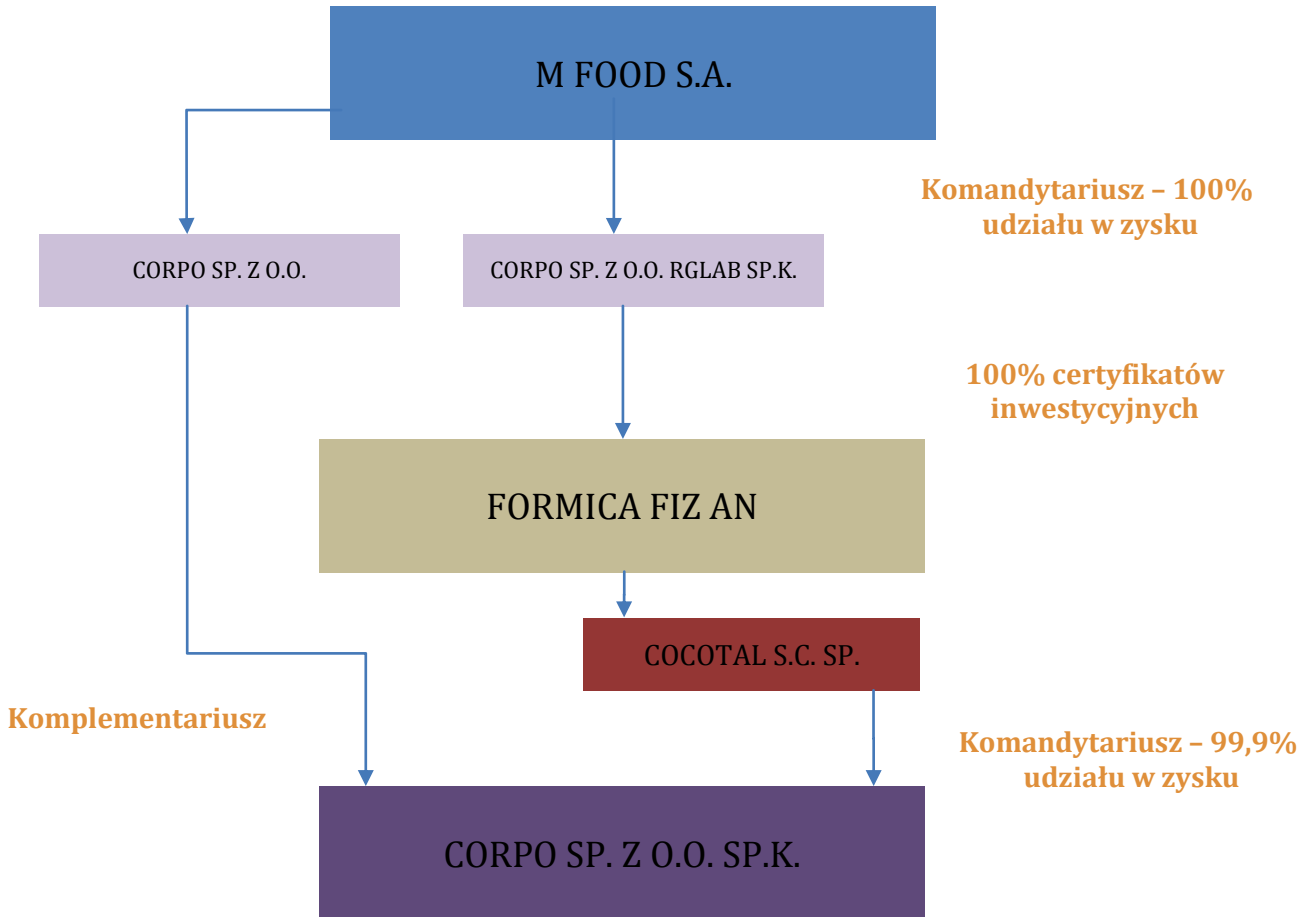 M FOOD S.A.
Komandytariusz – 100%
udziału w zysku
CORPO SP. Z O.O.
CORPO SP. Z O.O. RGLAB SP.K.
100% certyfikatów
inwestycyjnych
FORMICA FIZ AN
COCOTAL S.C. SP.
Komplementariusz
Komandytariusz – 99,9%
udziału w zysku
CORPO SP. Z O.O. SP.K.